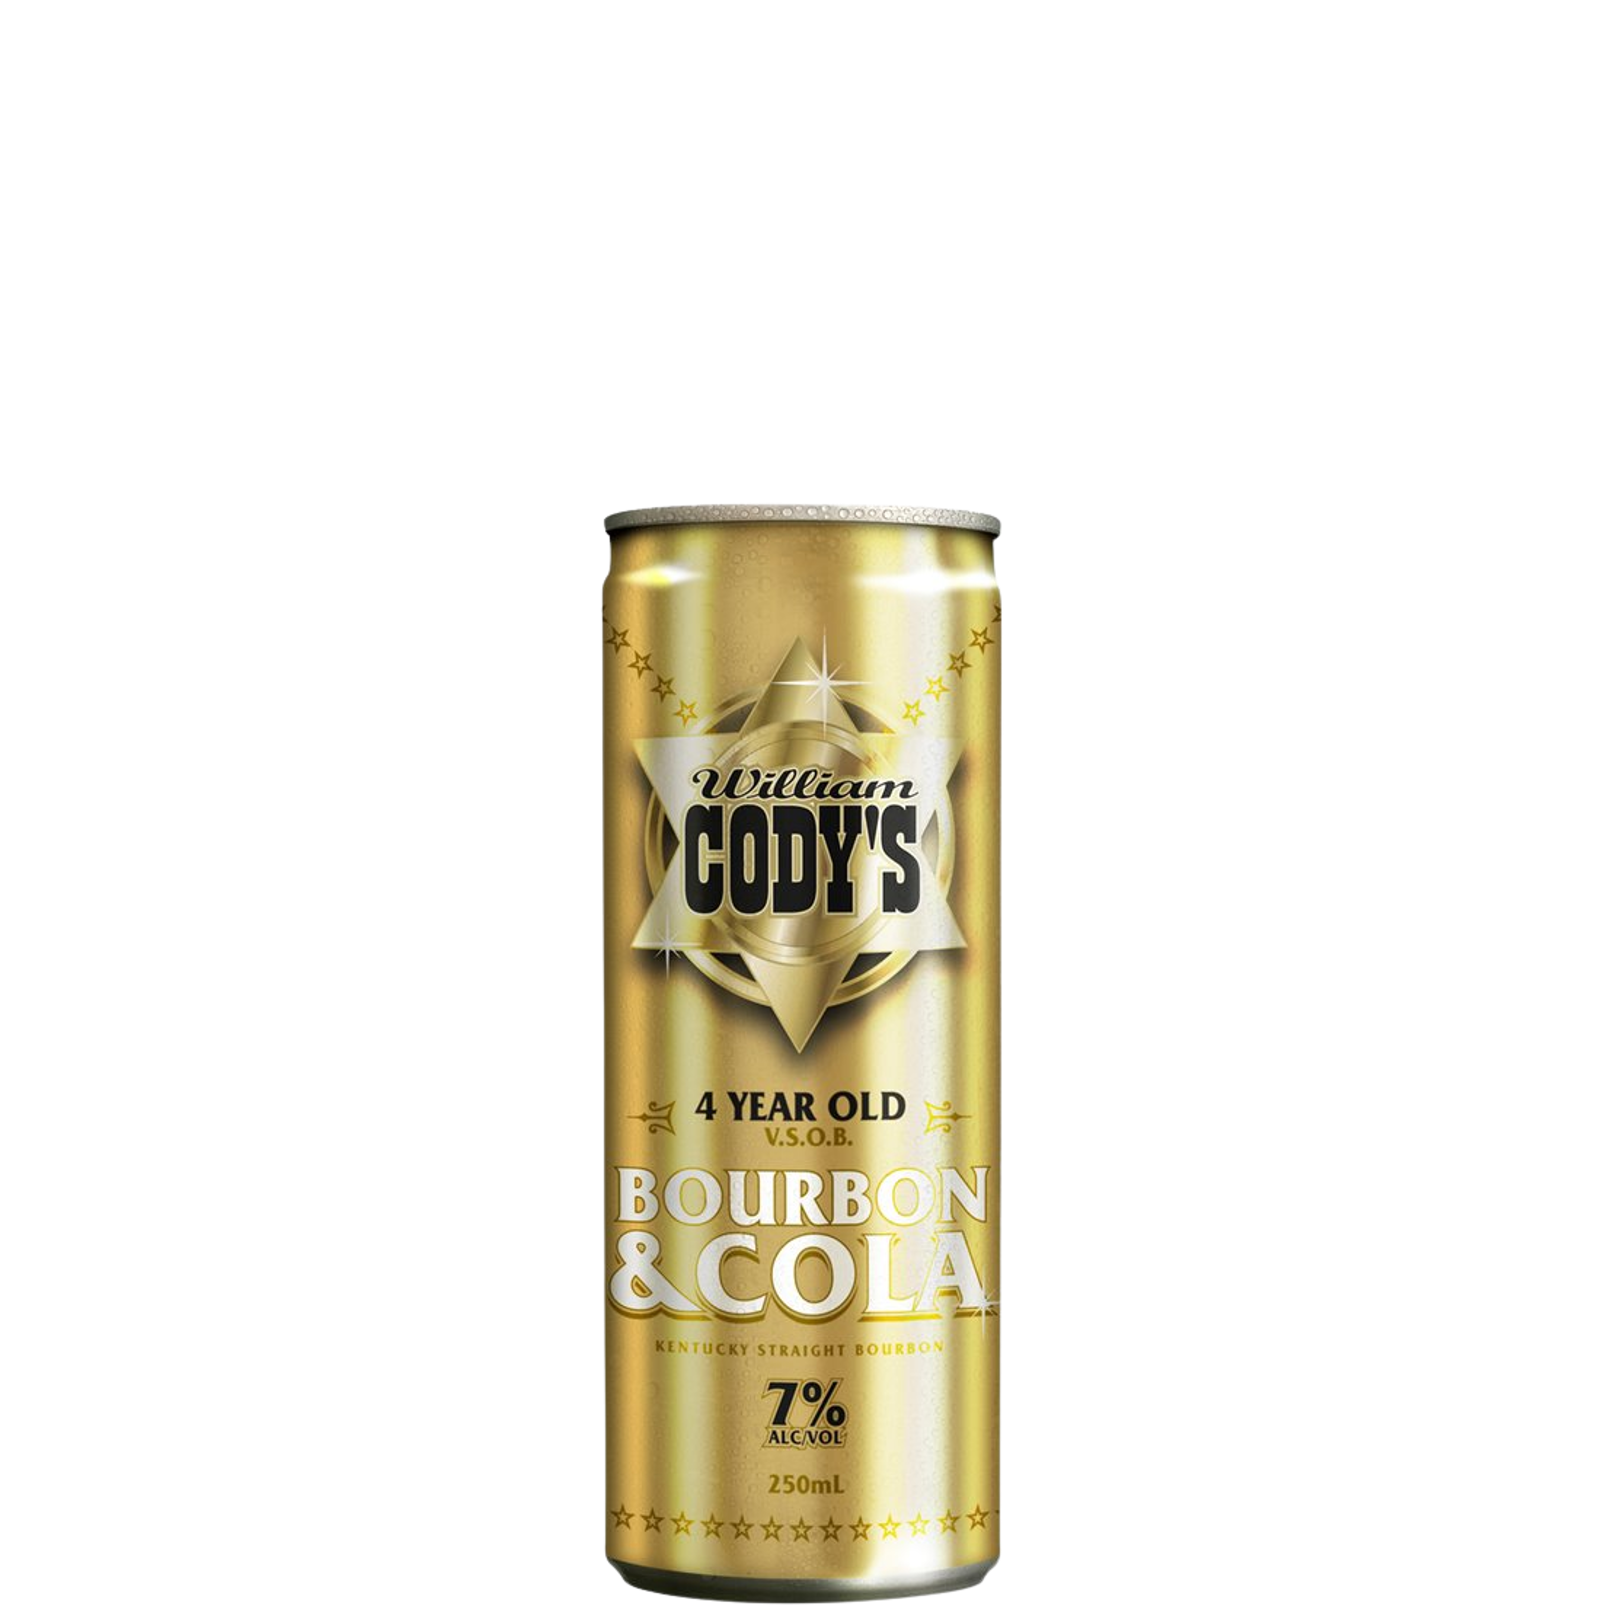 William
CODY'S
4 YEAR OLD
V.S.O.B.
BOURBON
& COLA
KENTUCKY STRAIGHT BOURBON
7%
ALC/VOL
250mL